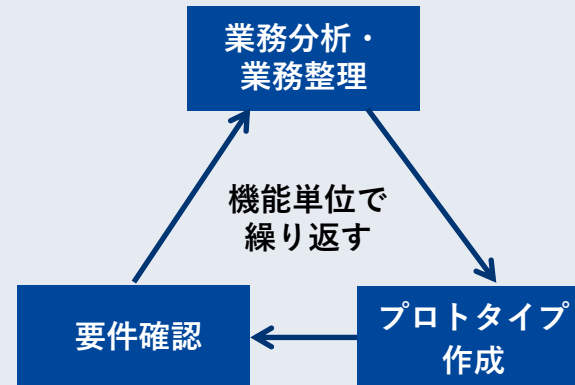 業務分析・
業務整理
機能単位で
繰り返す
要件確認
プロトタイプ
作成